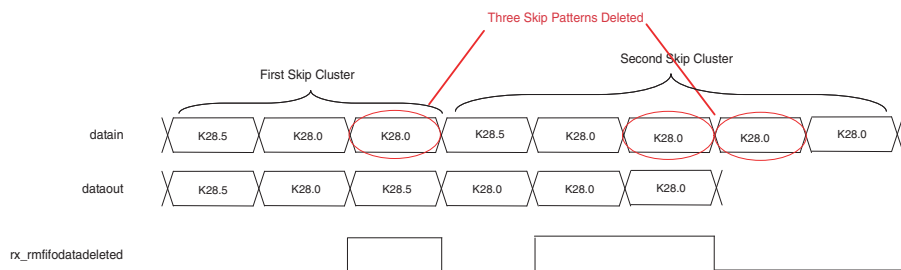 Three Skip Patterns Deleted
Second Skip Cluster
First Skip Cluster
datain K28.5 K28.0 K28.0 K28.5 K28.0 K28.0 K28.0 K28.0
dataout K28.5 K28.0 K28.5 K28.0 K28.0 K28.0
rx_rmfifodatadeleted